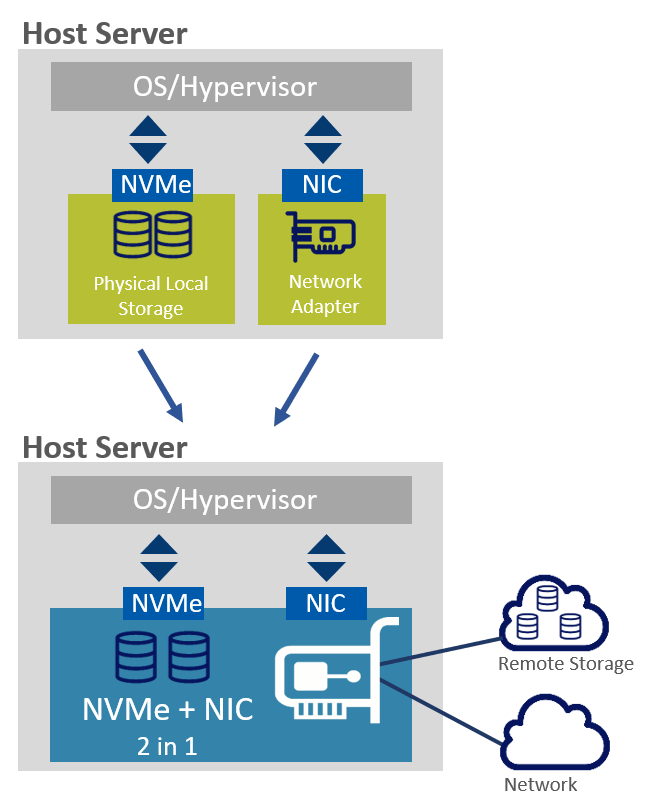 Host Server
OS/Hypervisor
NVMe
NIC
Physical Local
Storage
Network
Adapter
Host Server
OS/Hypervisor
NVMe
NIC
NVMe + NIC
2 in 1
Remote Storage
Network